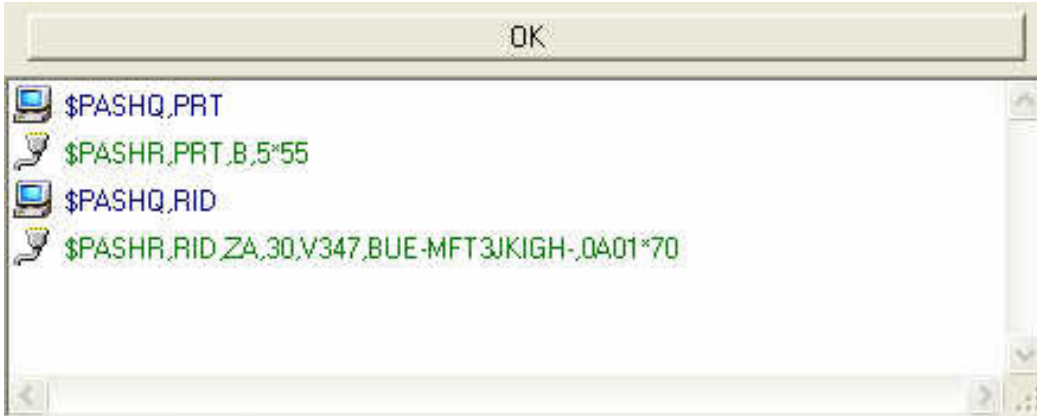 OK
$PASHQ,PRT
$PASHR,PRT,B,5*55
$PASHQ,RID
$PASHR,RID,ZA,30,V347,BUE-MFT3JKIGH-,0A01*70